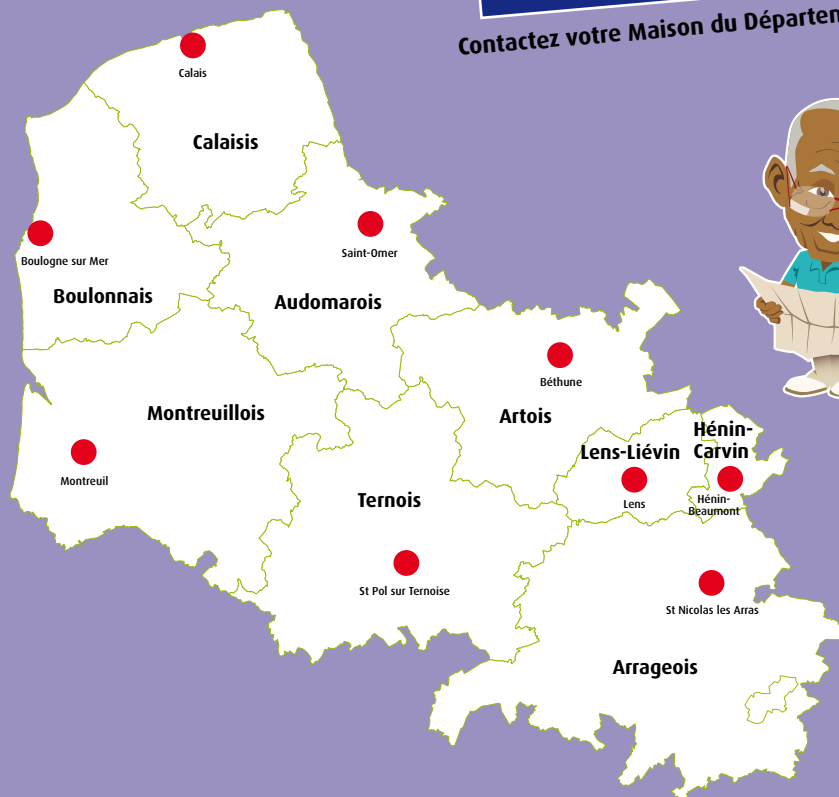 Contactez votre Maison du Départe
Calais
Calaisis
Saint-Omer
Boulogne sur Mer
Boulonnais
Audomarois
Béthune
Montreuillois
Artois
Hénin-
Carvin
Lens-Liévin
Montreuil
Ternois
Lens
Hénin-
Beaumont
St Pol sur Ternoise
St Nicolas les Arras
Arrageois